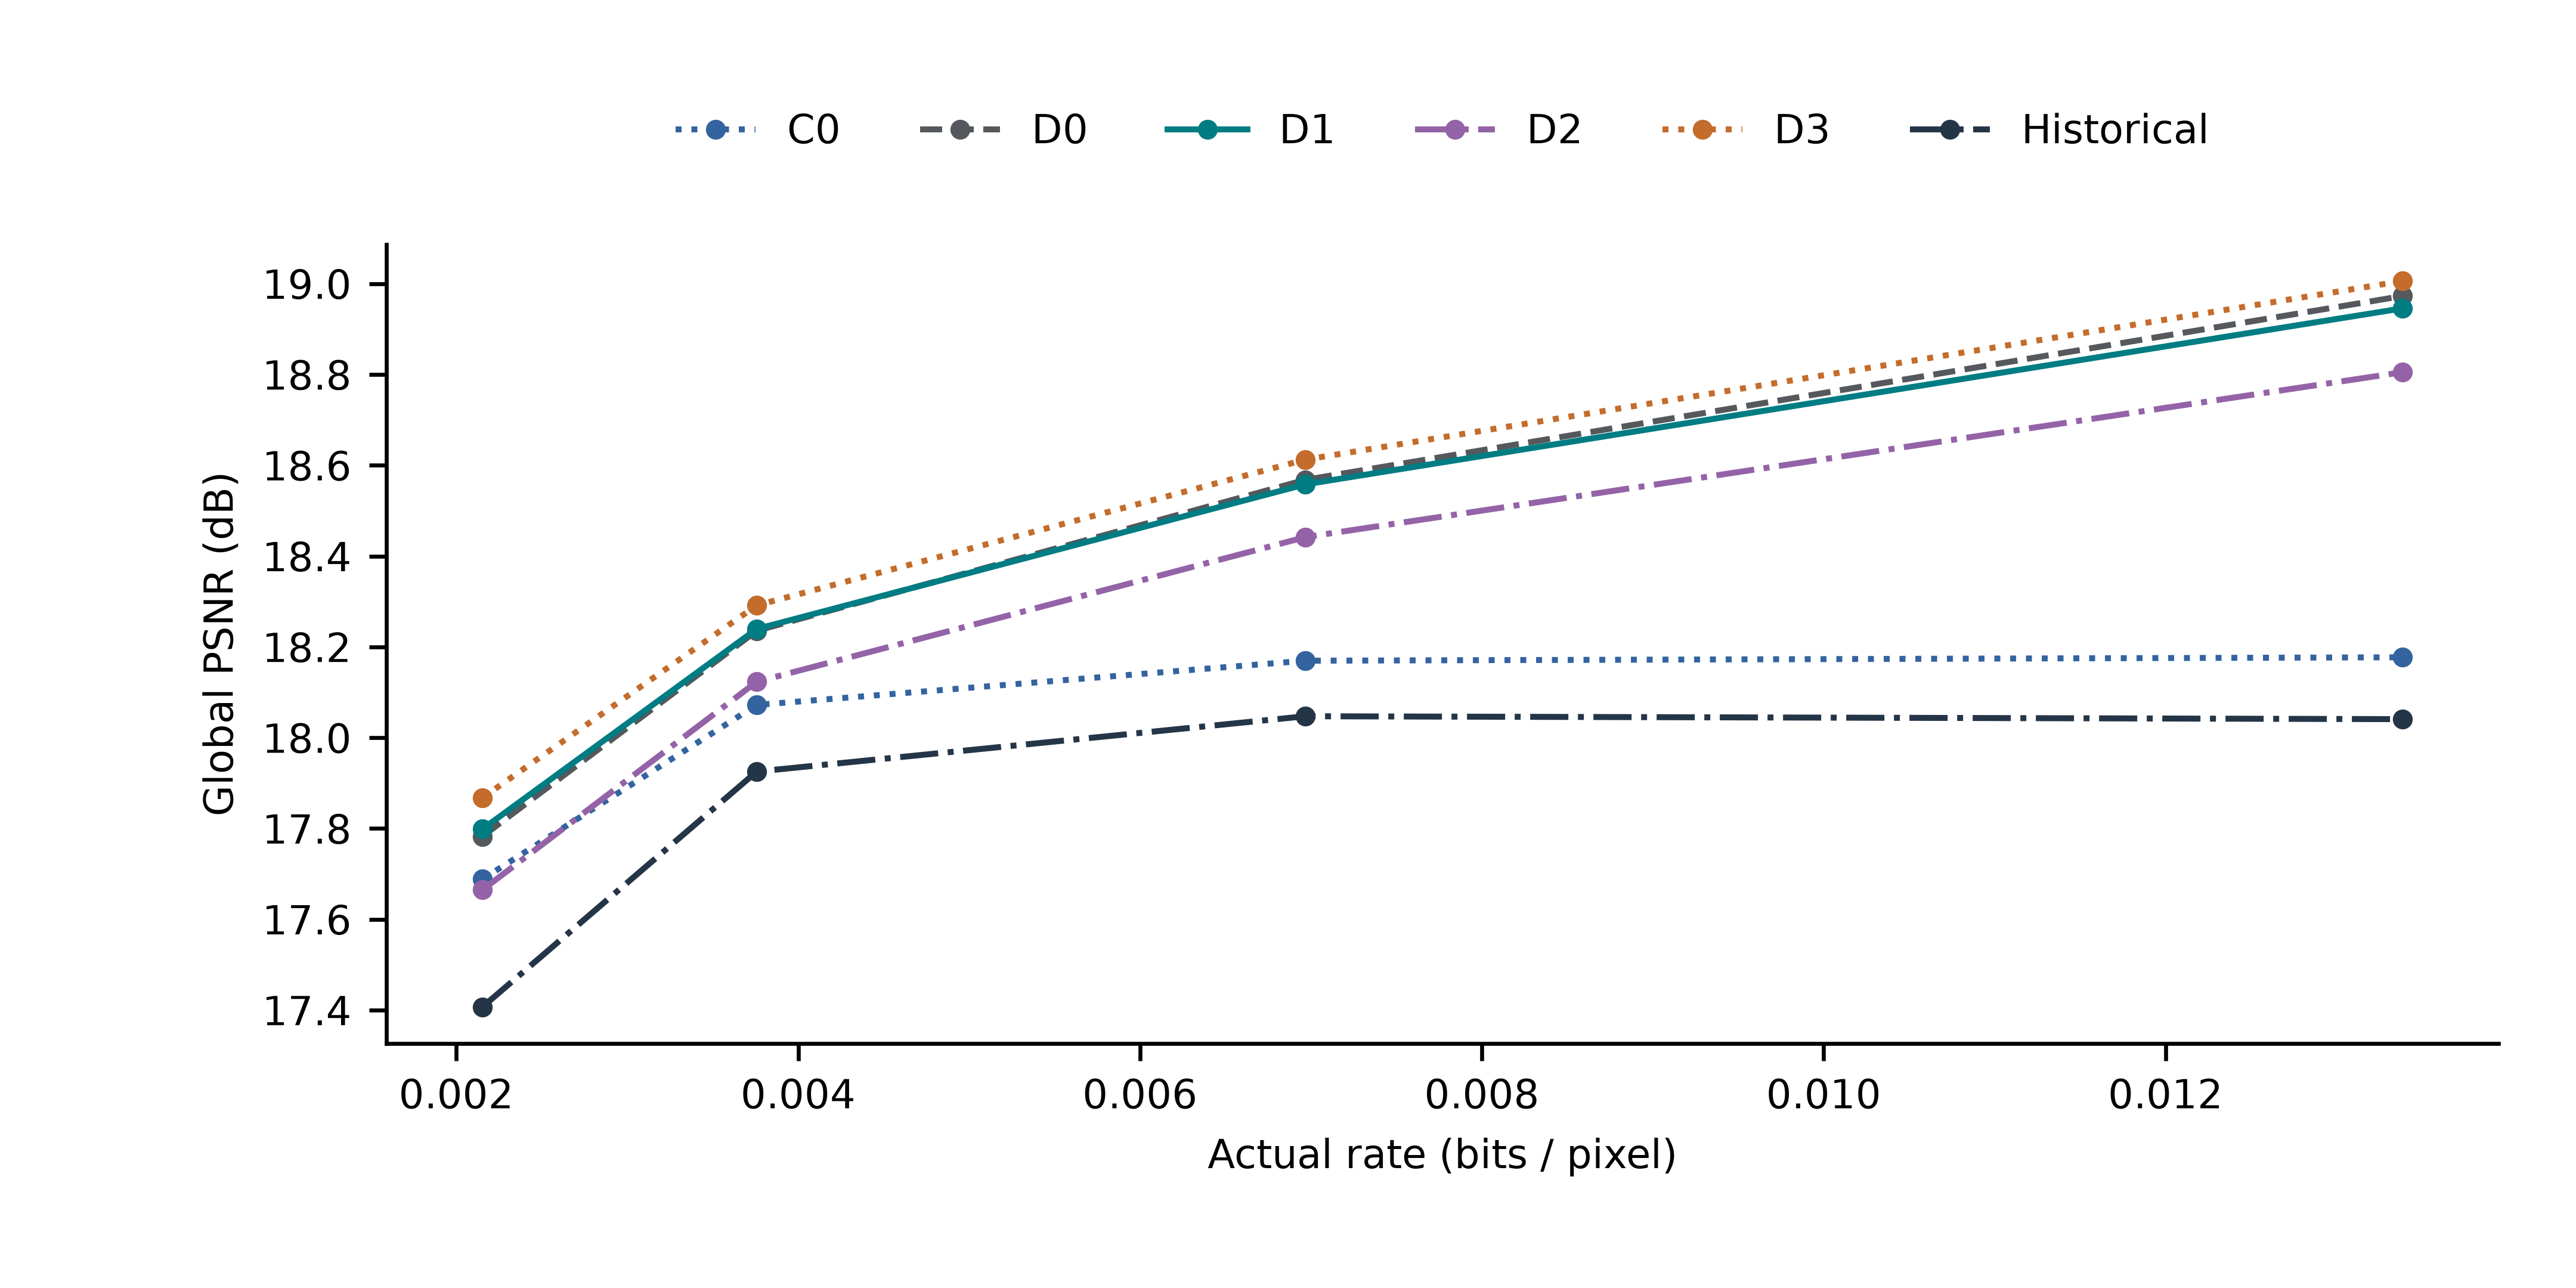 C0 D0 D1 D2 D3 Historical
19.0
18.8
18.6
18.4
18.2
18.0
17.8
17.6
17.4
Global PSNR (dB)
0.002 0.004 0.006 0.008 0.010 0.012
Actual rate (bits / pixel)